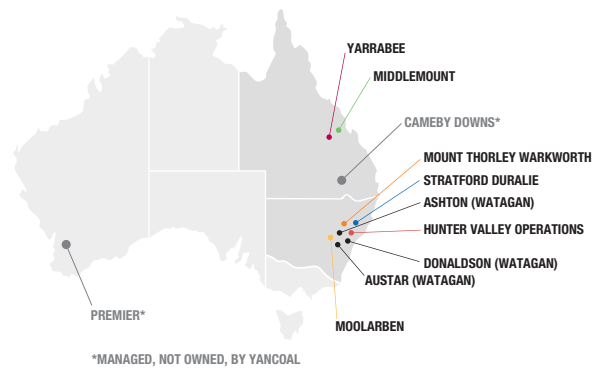 YARRABEE
MIDDLEMOUNT
CAMEBY DOWNS*
MOUNT THORLEY WARKWORTH
STRATFORD DURALIE
ASHTON (WATAGAN)
HUNTER VALLEY OPERATIONS
DONALDSON (WATAGAN)
AUSTAR (WATAGAN)
PREMIER*
MOOLARBEN
*MANAGED, NOT OWNED, BY YANCOAL